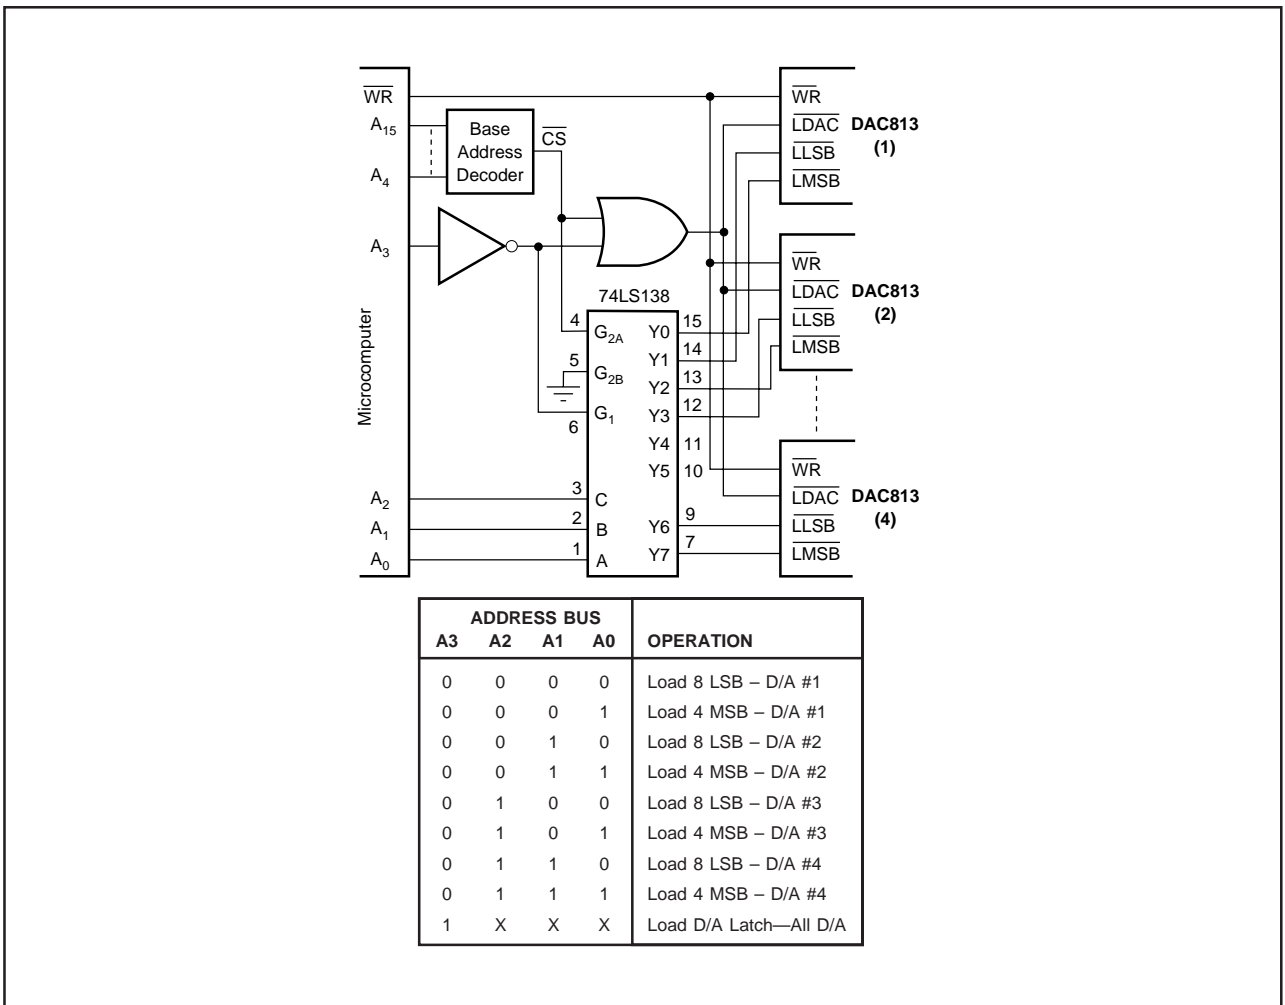 WR
A15
A4
A3
Microcomputer
A2
A1
A0
Base
Address
Decoder
CS
74LS138
4 G2A
5 G2B
G1
6
3 C
2 B
1 A
Y0 15
Y1 14
Y2 13
Y3 12
Y4 11
Y5 10
Y6 9
Y7 7
WR
LDAC DAC813
LLSB (1)
LMSB
WR
LDAC DAC813
LLSB (2)
LMSB
WR
LDAC DAC813
LLSB (4)
LMSB
ADDRESS BUS
A3 A2 A1 A0 OPERATION
0 0 0 0 Load 8 LSB – D/A #1
0 0 0 1 Load 4 MSB – D/A #1
0 0 1 0 Load 8 LSB – D/A #2
0 0 1 1 Load 4 MSB – D/A #2
0 1 0 0 Load 8 LSB – D/A #3
0 1 0 1 Load 4 MSB – D/A #3
0 1 1 0 Load 8 LSB – D/A #4
0 1 1 1 Load 4 MSB – D/A #4
1 X X X Load D/A Latch—All D/A